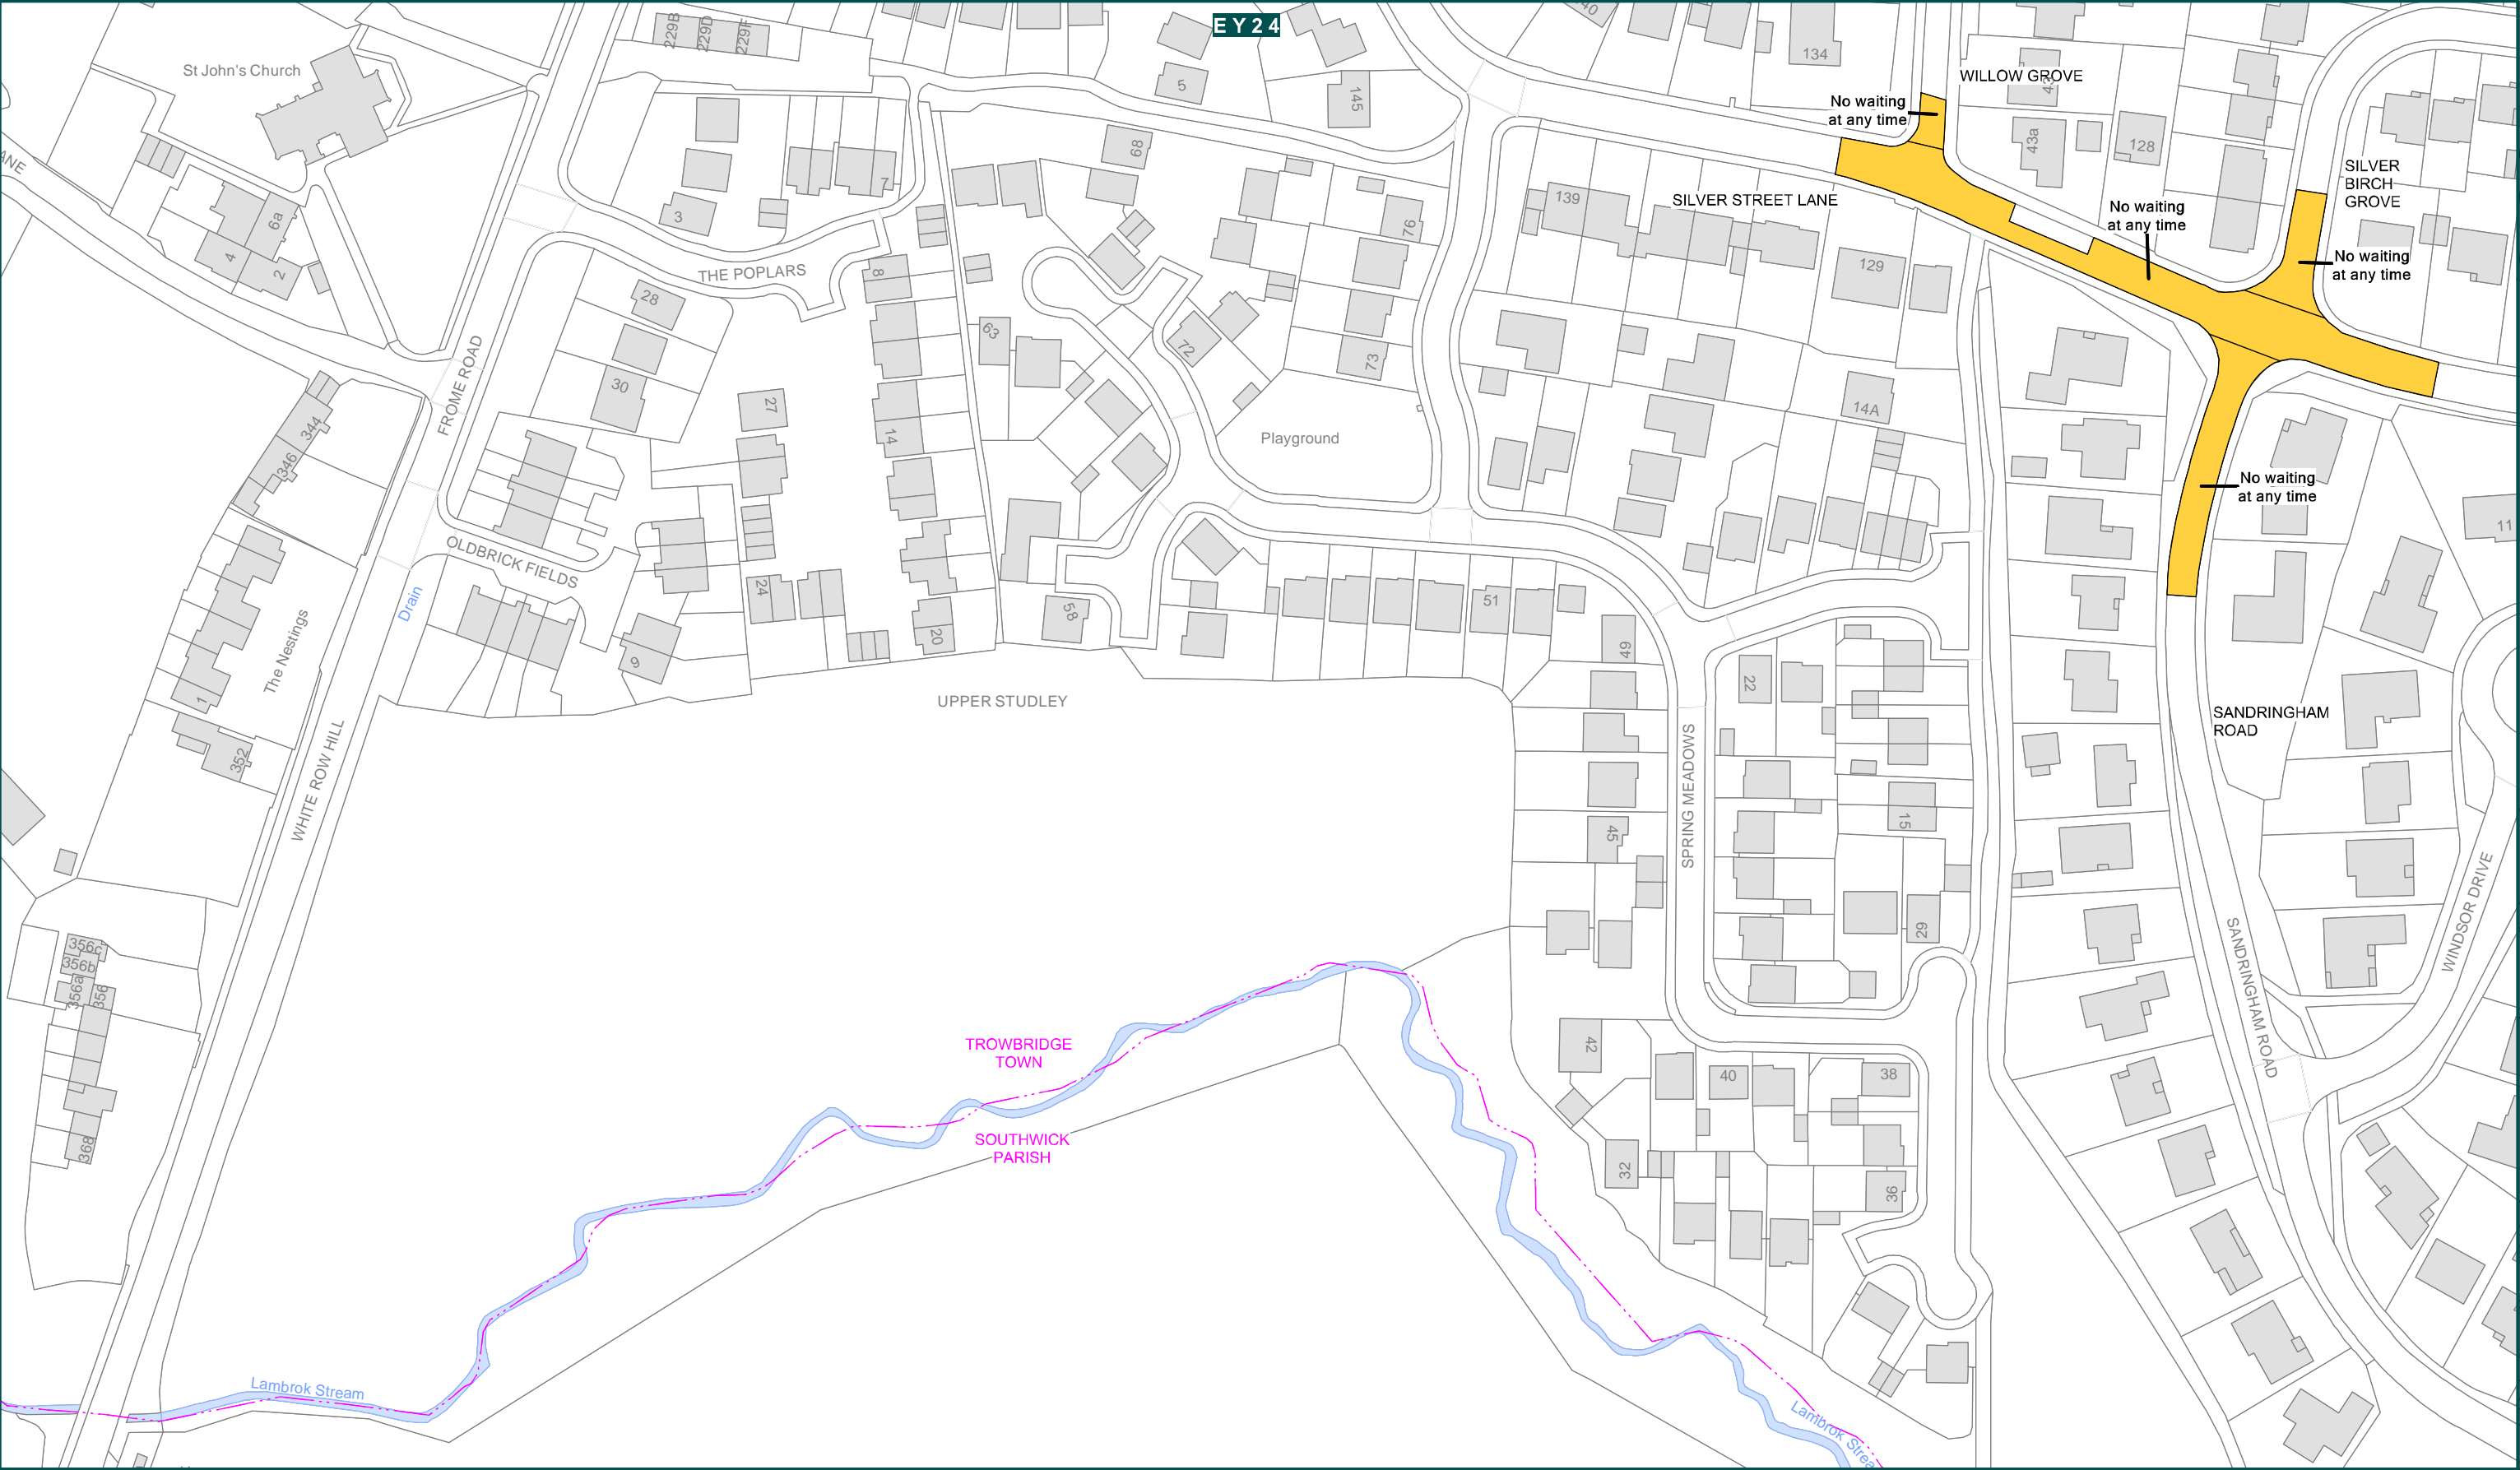 EY24
229B
229D
229F
140
134
St John's Church
5
145
WILLOW GROVE
No waiting
at any time
43a
128
SILVER
BIRCH
GROVE
ANE
68
7
3
139
SILVER STREET LANE
No waiting
at any time
76
6a
4
2
THE POPLARS
8
129
No waiting
at any time
28
63
72
73
FROME ROAD
30
27
14A
344
14
Playground
346
No waiting
at any time
11
OLDBRICK FIELDS
Drain
24
58
51
20
49
The Nestings
9
22
1
UPPER STUDLEY
SANDRINGHAM
ROAD
352
WHITE ROW HILL
SPRING MEADOWS
45
15
WINDSOR DRIVE
29
356c
356b
356a
356
SANDRINGHAM ROAD
TROWBRIDGE
TOWN
42
40
38
SOUTHWICK
PARISH
368
32
36
Lambrok Stream
Lambrok Strea